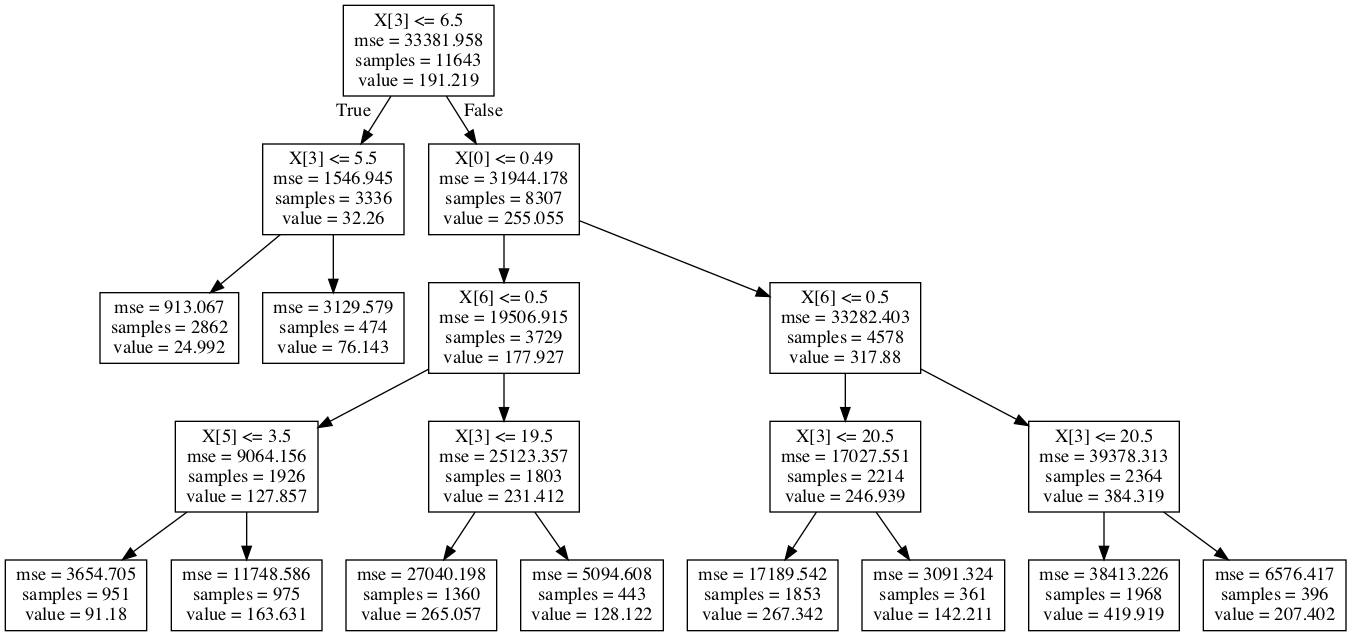 X[3] <= 6.5
mse = 33381.958
samples = 11643
value = 191.219
True
False
X[3] <= 5.5
mse = 1546.945
samples = 3336
value = 32.26
X[0] <= 0.49
mse = 31944.178
samples = 8307
value = 255.055
mse = 913.067
samples = 2862
value = 24.992
mse = 3129.579
samples = 474
value = 76.143
X[6] <= 0.5
mse = 19506.915
samples = 3729
value = 177.927
X[6] <= 0.5
mse = 33282.403
samples = 4578
value = 317.88
X[5] <= 3.5
mse = 9064.156
samples = 1926
value = 127.857
X[3] <= 19.5
mse = 25123.357
samples = 1803
value = 231.412
X[3] <= 20.5
mse = 17027.551
samples = 2214
value = 246.939
X[3] <= 20.5
mse = 39378.313
samples = 2364
value = 384.319
mse = 3654.705
samples = 951
value = 91.18
mse = 11748.586
samples = 975
value = 163.631
mse = 27040.198
samples = 1360
value = 265.057
mse = 5094.608
samples = 443
value = 128.122
mse = 17189.542
samples = 1853
value = 267.342
mse = 3091.324
samples = 361
value = 142.211
mse = 38413.226
samples = 1968
value = 419.919
mse = 6576.417
samples = 396
value = 207.402